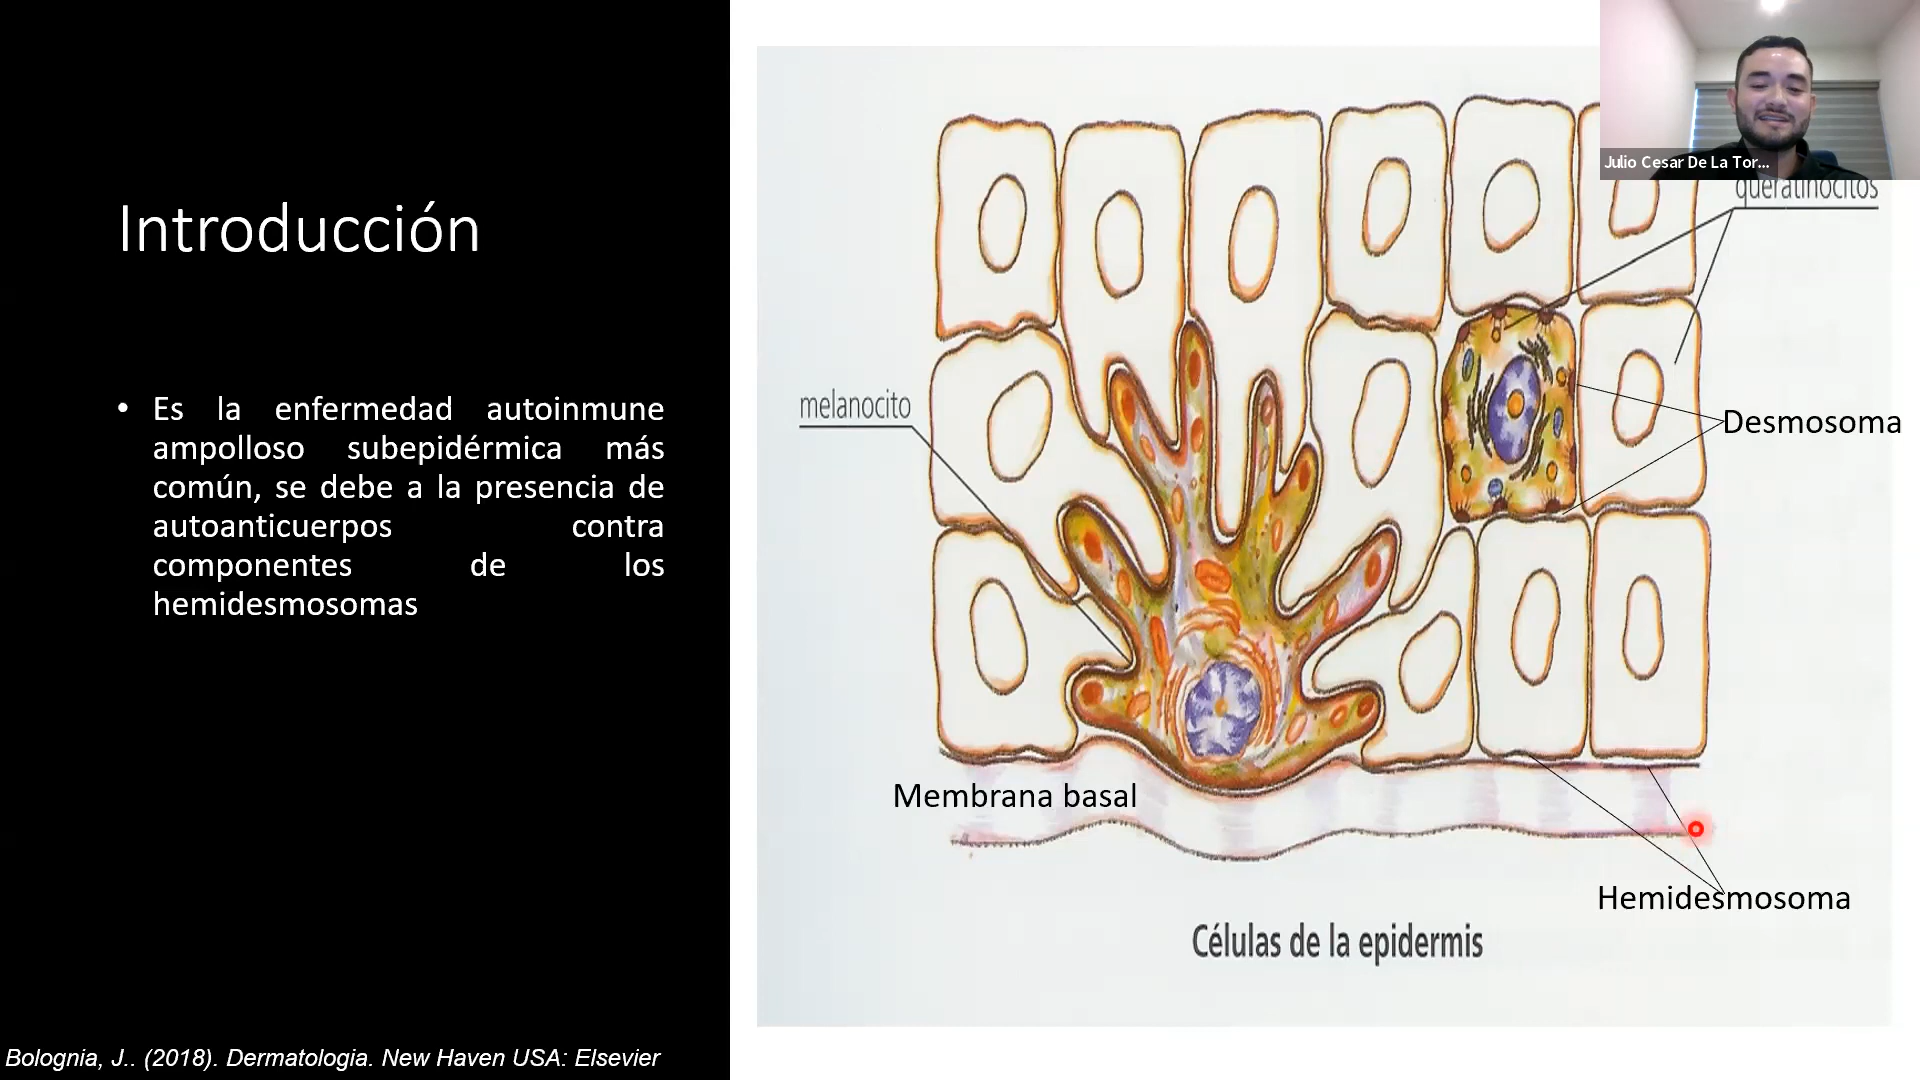 Introducción
• Es la enfermedad autoinmune
ampolloso subepidérmica más
común, se debe a la presencia de
autoanticuerpos contra
componentes de los
hemidesmosomas
Bolognia, J.. (2018). Dermatologia. New Haven USA: Elsevier
Julio Cesar De La Tor...
queratinocitos
melanocito
Desmosoma
Membrana basal
Hemidesmosoma
Células de la epidermis